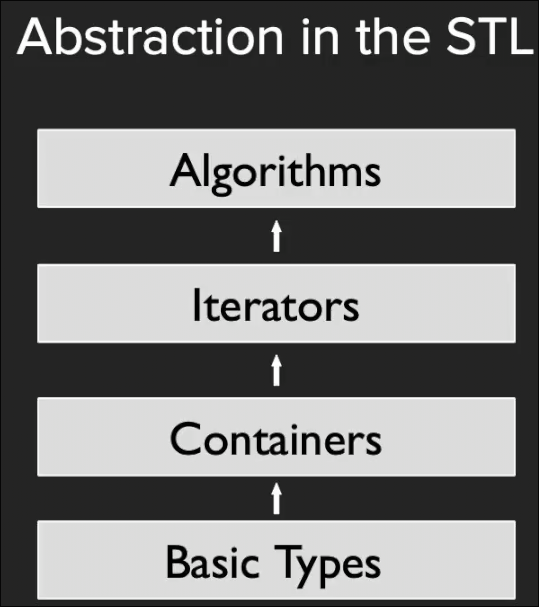 Abstraction in the STL
Algorithms
Iterators
Containers
Basic Types